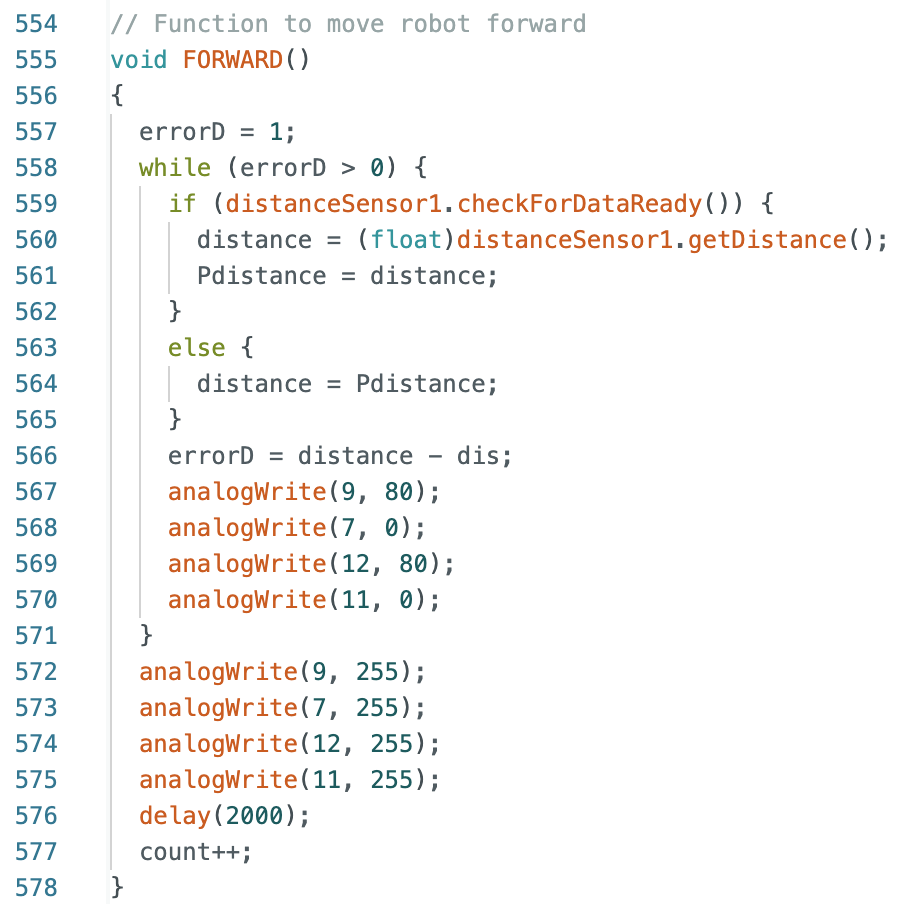 554 // Function to move robot forward
555 void FORWARD()
556 {
557 errorD = 1;
558 while (errorD > 0) {
559 if (distanceSensor1.checkForDataReady()) {
560 distance = (float)distanceSensor1.getDistance();
561 Pdistance = distance;
562 }
563 else {
564 distance = Pdistance;
565 }
566 errorD = distance - dis;
567 analogWrite(9, 80);
568 analogWrite(7, 0);
569 analogWrite(12, 80);
570 analogWrite(11, 0);
571 }
572 analogWrite(9, 255);
573 analogWrite(7, 255);
574 analogWrite(12, 255);
575 analogWrite(11, 255);
576 delay(2000);
577 count++;
578 }